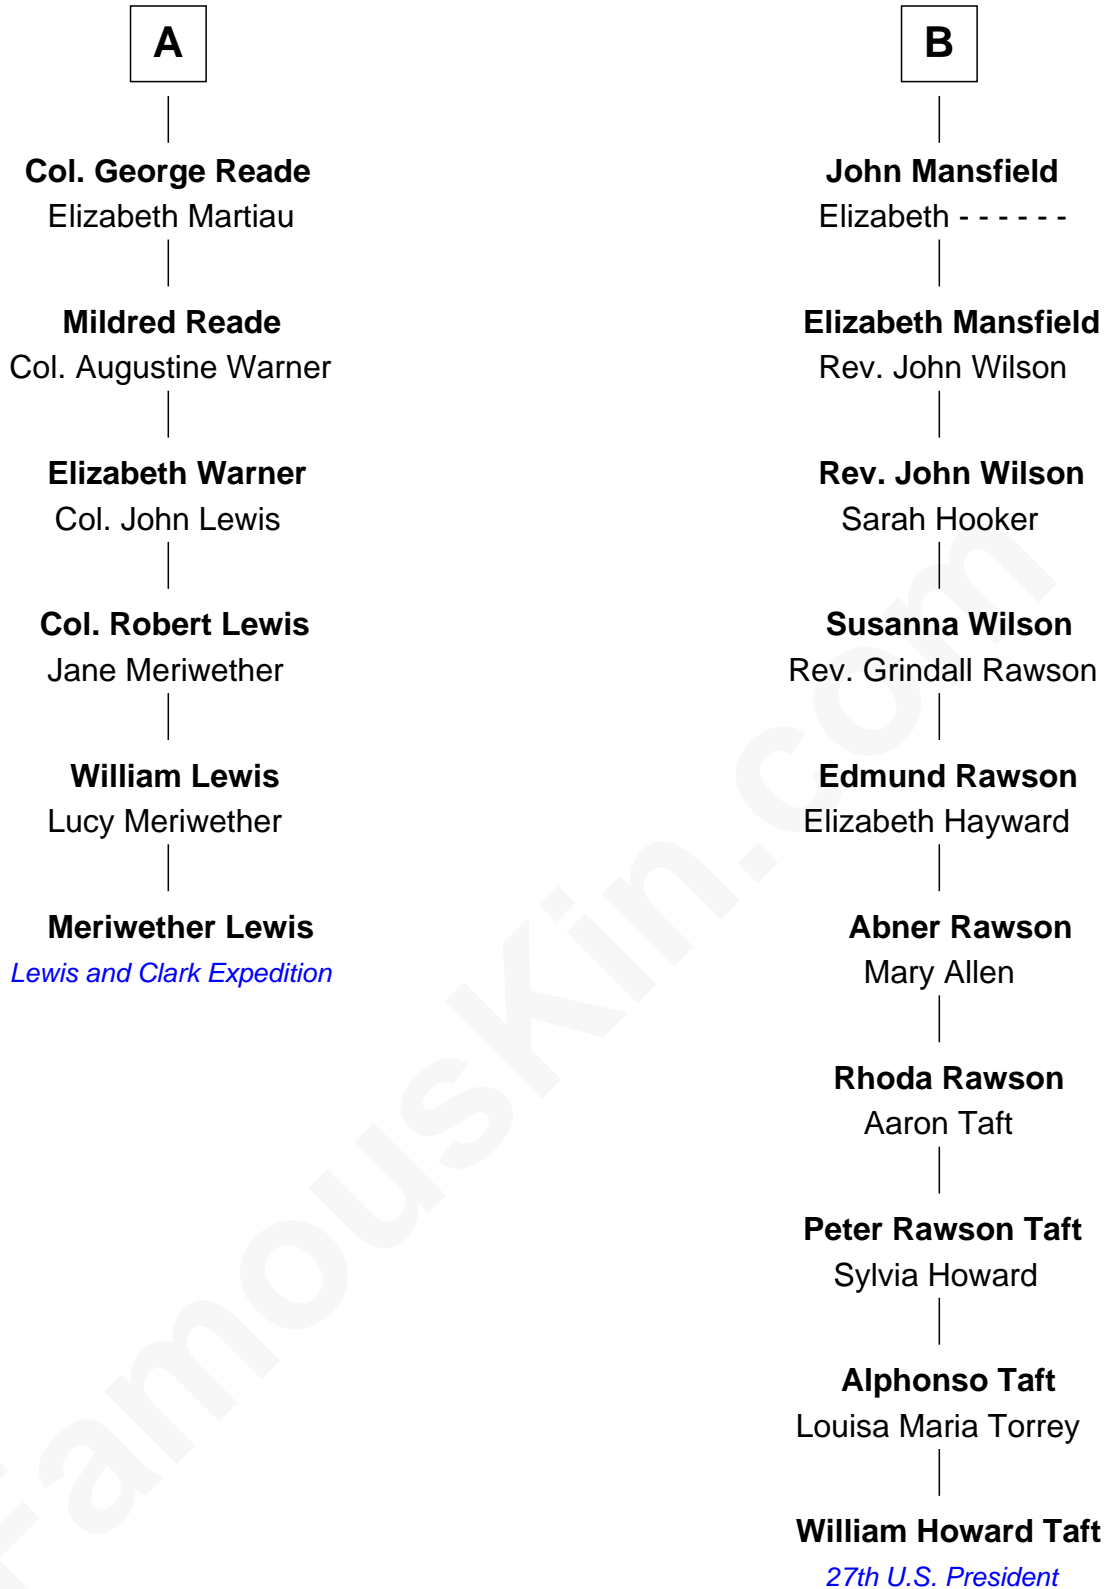 A
Col. George Reade
Elizabeth Martiau
Mildred Reade
Col. Augustine Warner
Elizabeth Warner
Col. John Lewis
Col. Robert Lewis
Jane Meriwether
William Lewis
Lucy Meriwether
Meriwether Lewis
Lewis and Clark Expedition
B
John Mansfield
Elizabeth - - - - - -
Elizabeth Mansfield
Rev. John Wilson
Rev. John Wilson
Sarah Hooker
Susanna Wilson
Rev. Grindall Rawson
Edmund Rawson
Elizabeth Hayward
Abner Rawson
Mary Allen
Rhoda Rawson
Aaron Taft
Peter Rawson Taft
Sylvia Howard
Alphonso Taft
Louisa Maria Torrey
William Howard Taft
27th U.S. President
FamousKin.com